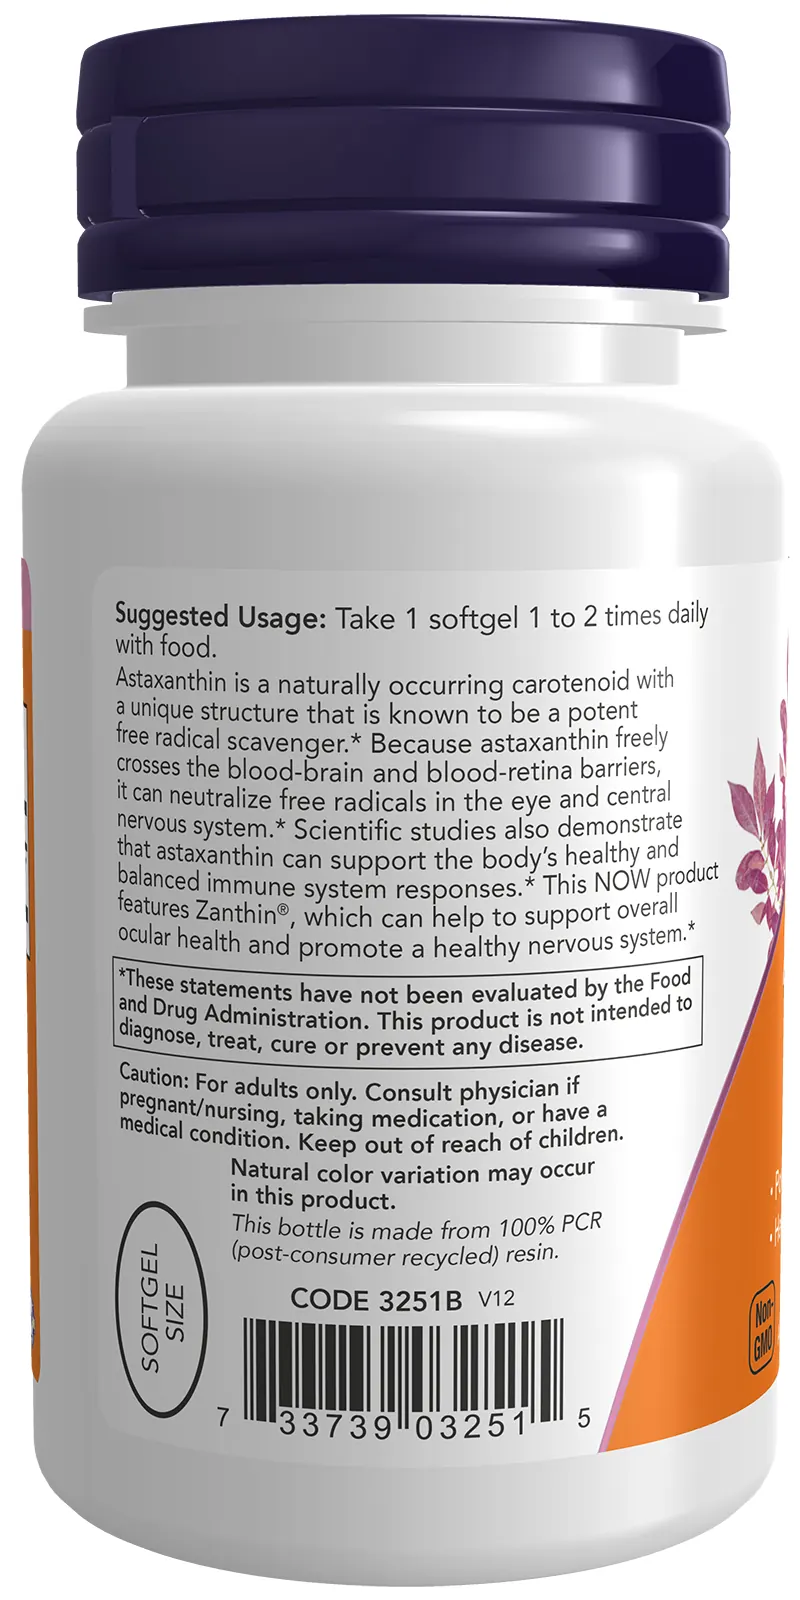 Suggested Usage: Take 1 softgel 1 to 2 times daily
with food.
Astaxanthin is a naturally occurring carotenoid with
a unique structure that is known to be a potent
free radical scavenger.* Because astaxanthin freely
crosses the blood-brain and blood-retina barriers,
it can neutralize free radicals in the eye and central
nervous system.* Scientific studies also demonstrate
that astaxanthin can support the body's healthy and
balanced immune system responses.* This NOW product
features Zanthin®, which can help to support overall
ocular health and promote a healthy nervous system.*
*These statements have not been evaluated by the Food
and Drug Administration. This product is not intended to
diagnose, treat, cure or prevent any disease.
Caution: For adults only. Consult physician if
pregnant/nursing, taking medication, or have a
medical condition. Keep out of reach of children.
Natural color variation may occur
in this product.
This bottle is made from 100% PCR
(post-consumer recycled) resin.
SOFTGEL
SIZE
CODE 3251B V12
7 33739 03251 5
Non-
GMO